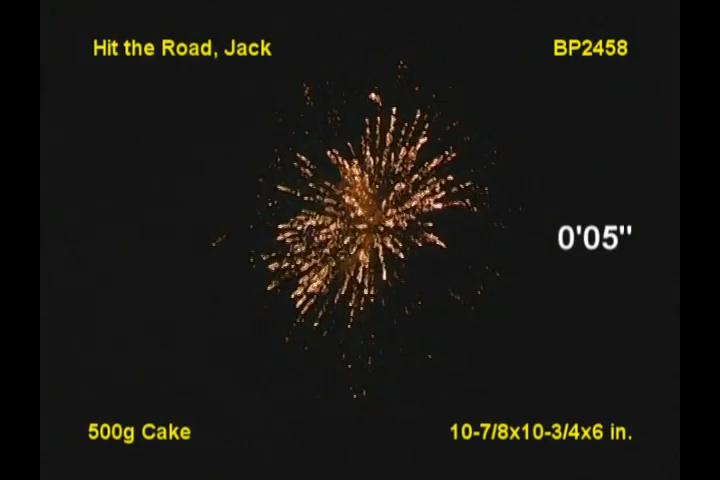 Hit the Road, Jack
BP2458
0'05"
500g Cake
10-7/8x10-3/4x6 in.